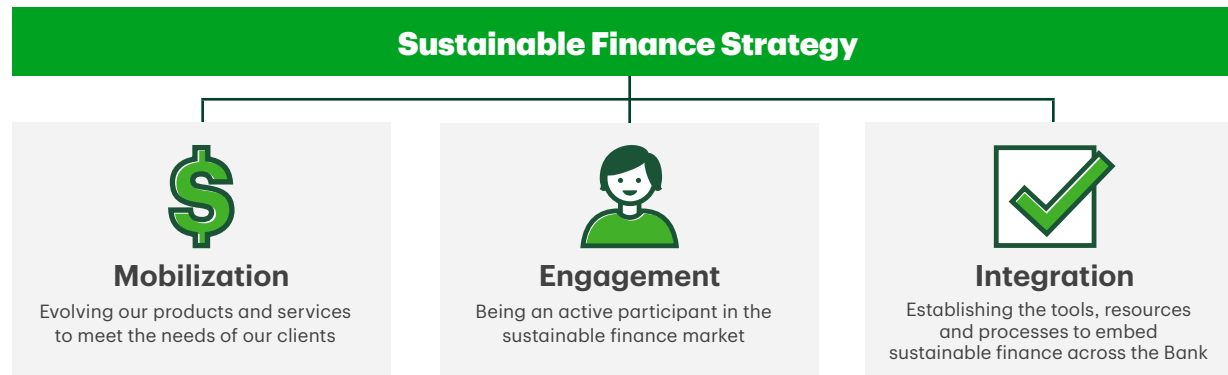 Sustainable Finance Strategy
Mobilization
Evolving our products and services
to meet the needs of our clients
Engagement
Being an active participant in the
sustainable finance market
Integration
Establishing the tools, resources
and processes to embed
sustainable finance across the Bank